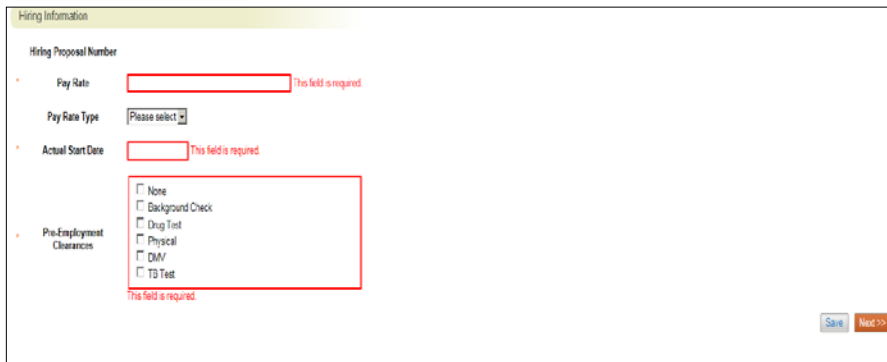 Hiring Information
Hiring Proposal Number
* Pay Rate This field is required.
Pay Rate Type Please select
* Actual Start Date This field is required.
None
Background Check
Drug Test
* Pre-Employment Clearances
Physical
DMV
TB Test
This field is required.
Save Next >>